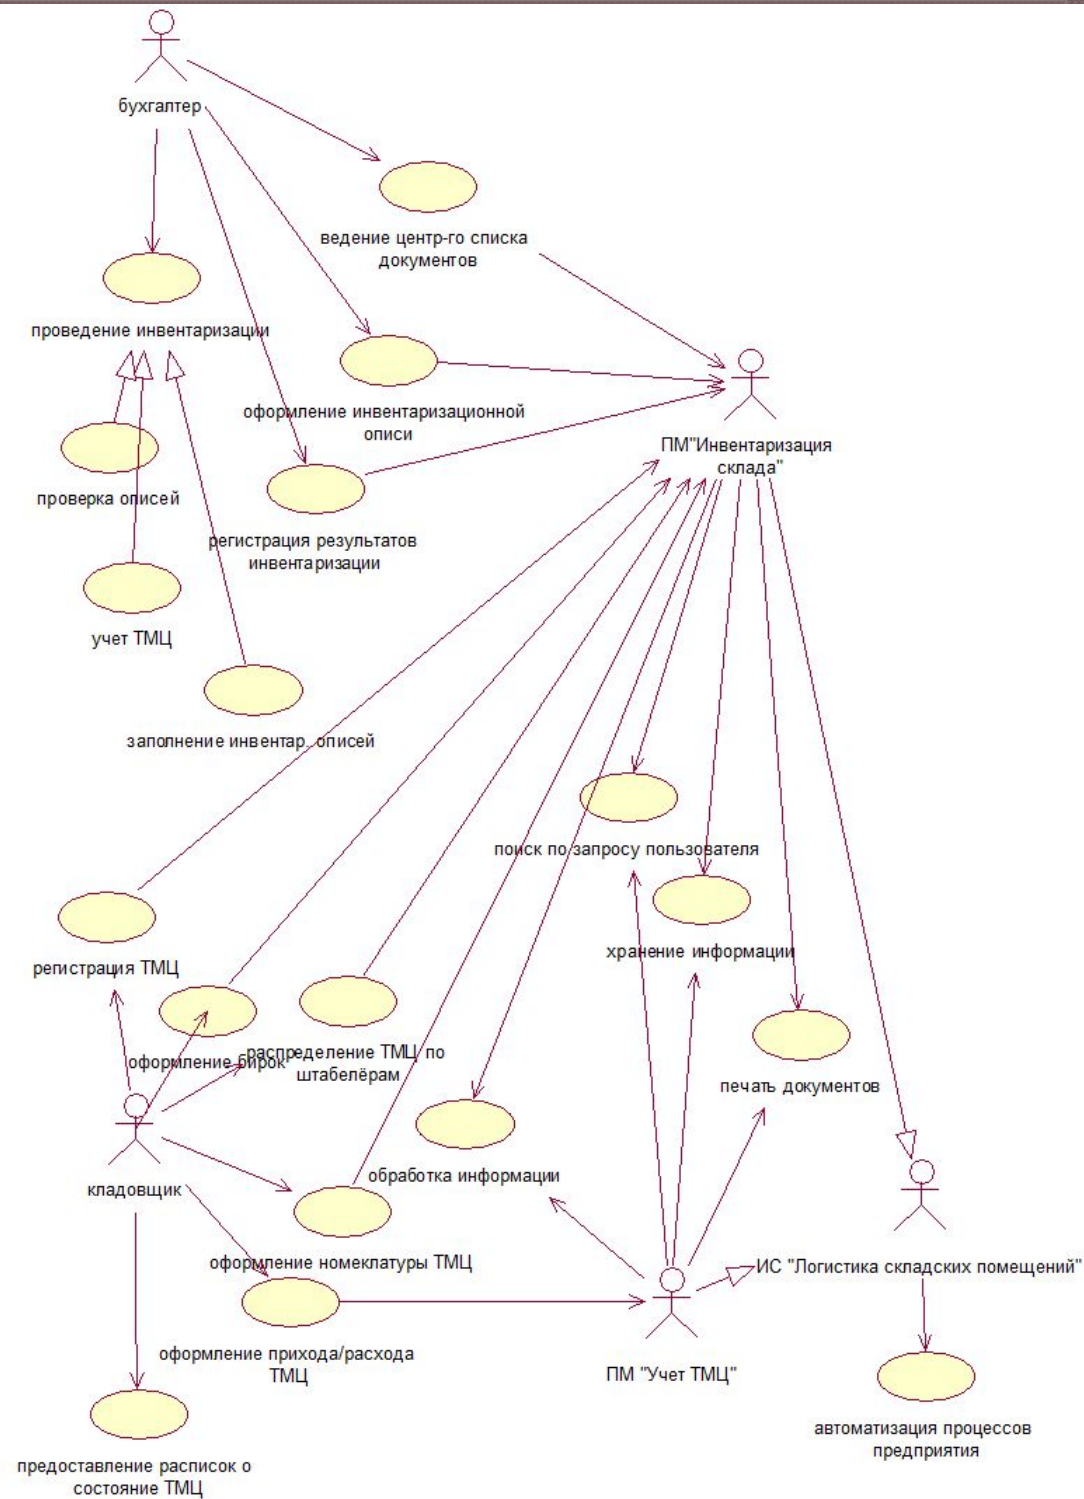 бухгалтер
ведение центр-го списка
документов
проведение инвентаризации
оформление инвентаризационной
описи
ПМ"Инвентаризация
склада"
проверка описей
регистрация результатов
инвентаризации
учет ТМЦ
заполнение инвентар. описей
поиск по запросу пользователя
хранение информации
регистрация ТМЦ
оформление бирок
распределение ТМЦ по
штабелёрам
печать документов
обработка информации
кладовщик
оформление номеклатуры ТМЦ
ИС "Логистика складских помещений"
оформление прихода/расхода
ТМЦ
ПМ "Учет ТМЦ"
автоматизация процессов
предприятия
предоставление расписок о
состояние ТМЦ